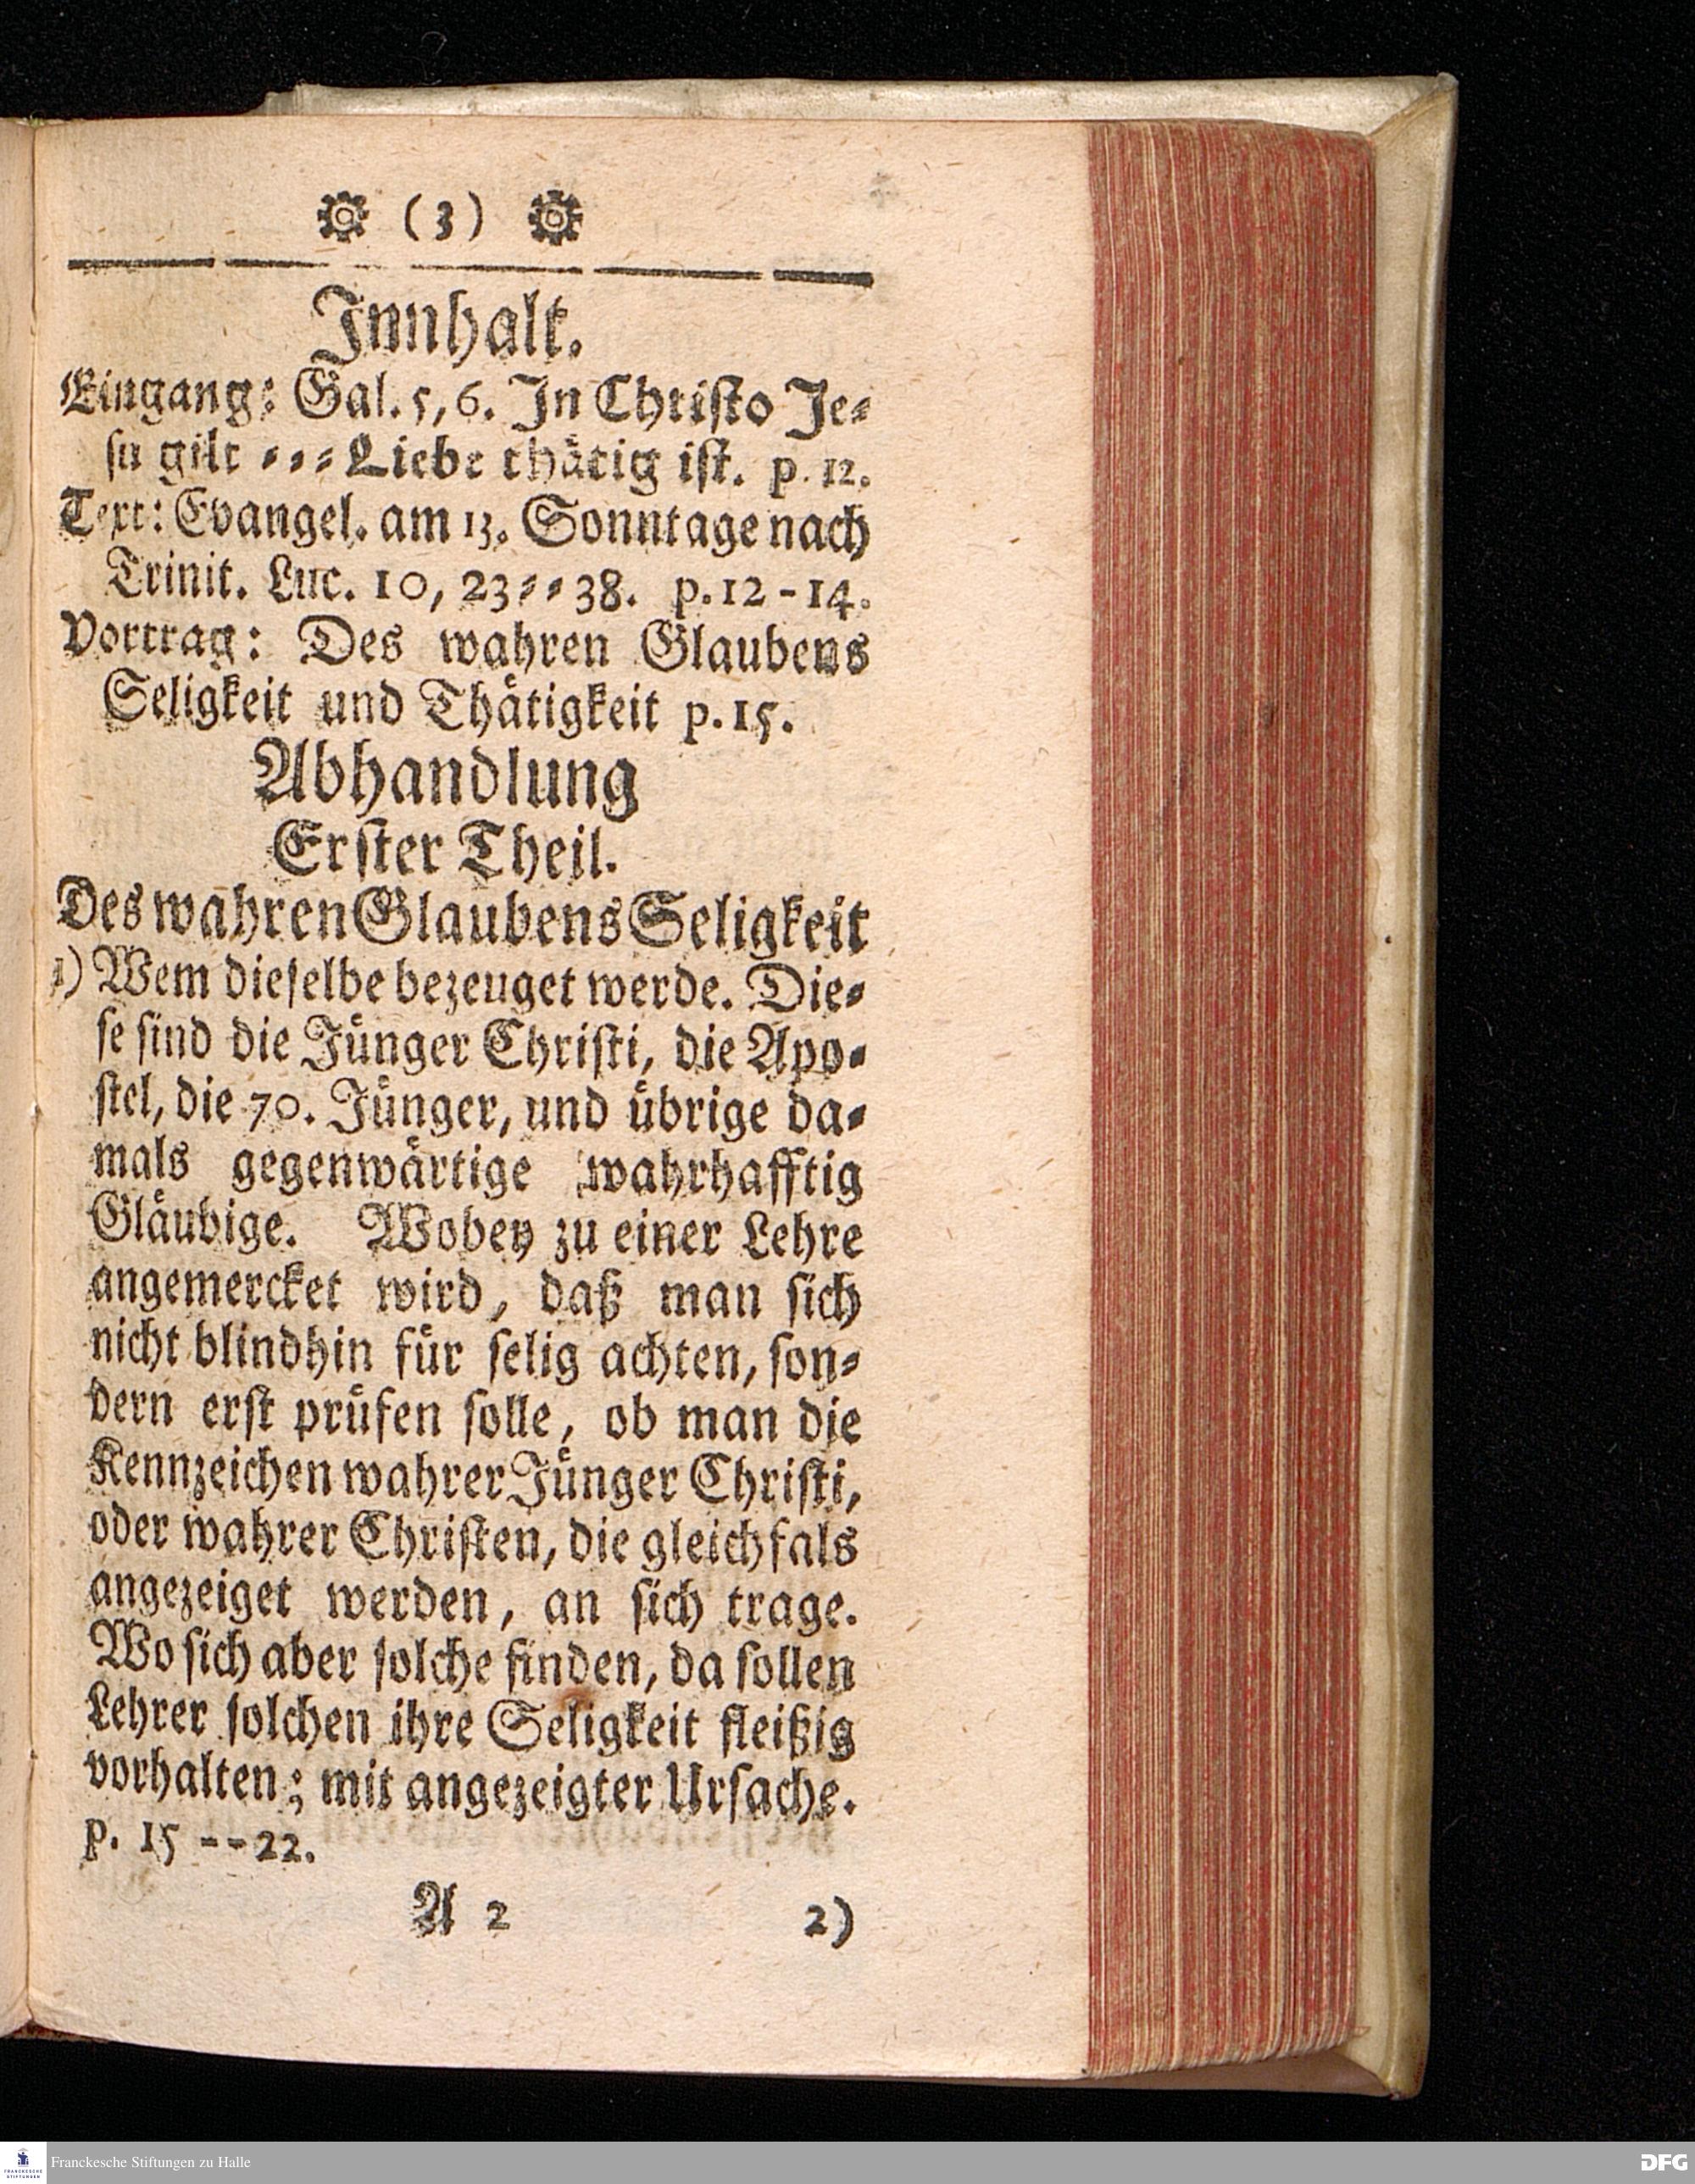 (3)
Innhalt.
Eingang: Gal. 5, 6. In Christo Je-
su gilt - - - Liebe thätig ist. p. 12.
Text: Evangel. am 13. Sonntage nach
Trinit. Luc. 10, 23 - - 38. p. 12 - 14.
Vortrag: Des wahren Glaubens
Seligkeit und Thätigkeit p. 15.
Abhandlung
Erster Theil.
Des wahren Glaubens Seligkeit
1) Wem dieselbe bezeuget werde. Die-
se sind die Jünger Christi, die Apo-
stel, die 70. Jünger, und übrige da-
mals gegenwärtige wahrhafftig
Gläubige. Wobey zu einer Lehre
angemercket wird, daß man sich
nicht blindhin für selig achten, son-
dern erst prüfen solle, ob man die
Kennzeichen wahrer Jünger Christi,
oder wahrer Christen, die gleichfals
angezeiget werden, an sich trage.
Wo sich aber solche finden, da sollen
Lehrer solchen ihre Seligkeit fleißig
vorhalten; mit angezeigter Ursache.
p. 15 - - 22.
A 2 2)
FRANCKESCHE STIFTUNGEN
Franckesche Stiftungen zu Halle
DFG